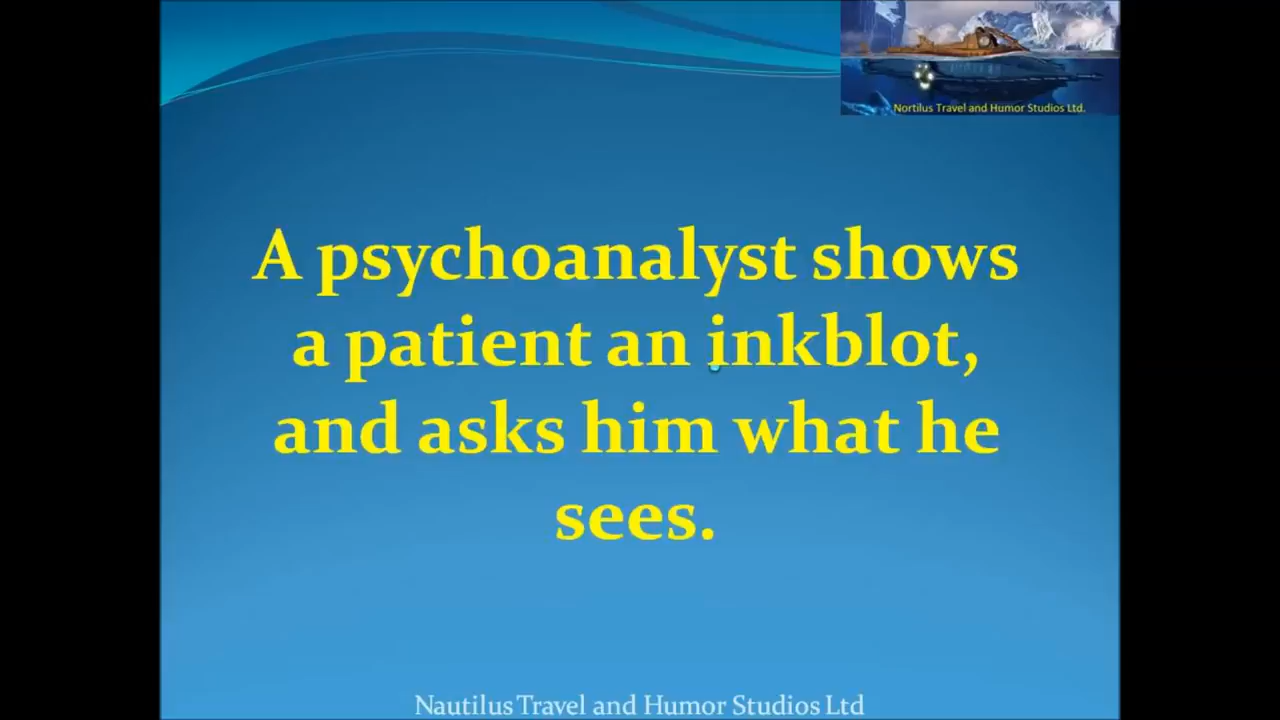 Nortilus Travel and Humor Studios Ltd.
A psychoanalyst shows
a patient an inkblot,
and asks him what he
sees.
Nautilus Travel and Humor Studios Ltd